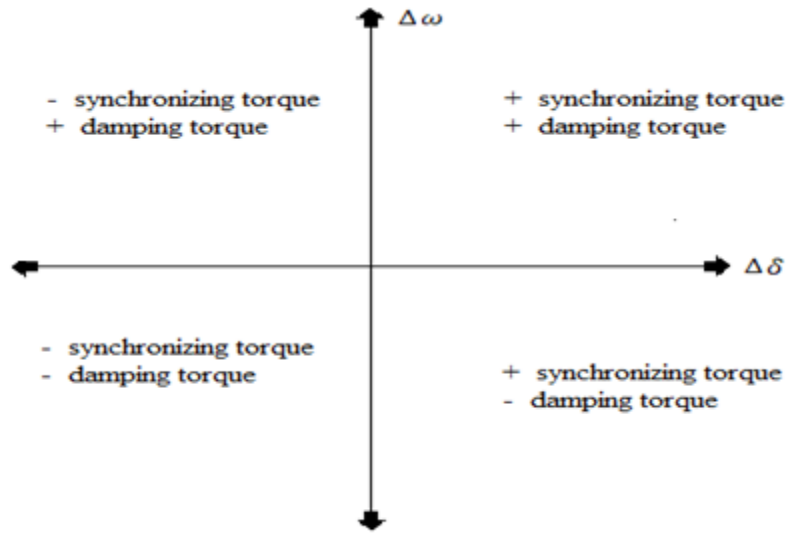 Δω
- synchronizing torque
+ damping torque
+ synchronizing torque
+ damping torque
Δδ
- synchronizing torque
- damping torque
+ synchronizing torque
- damping torque